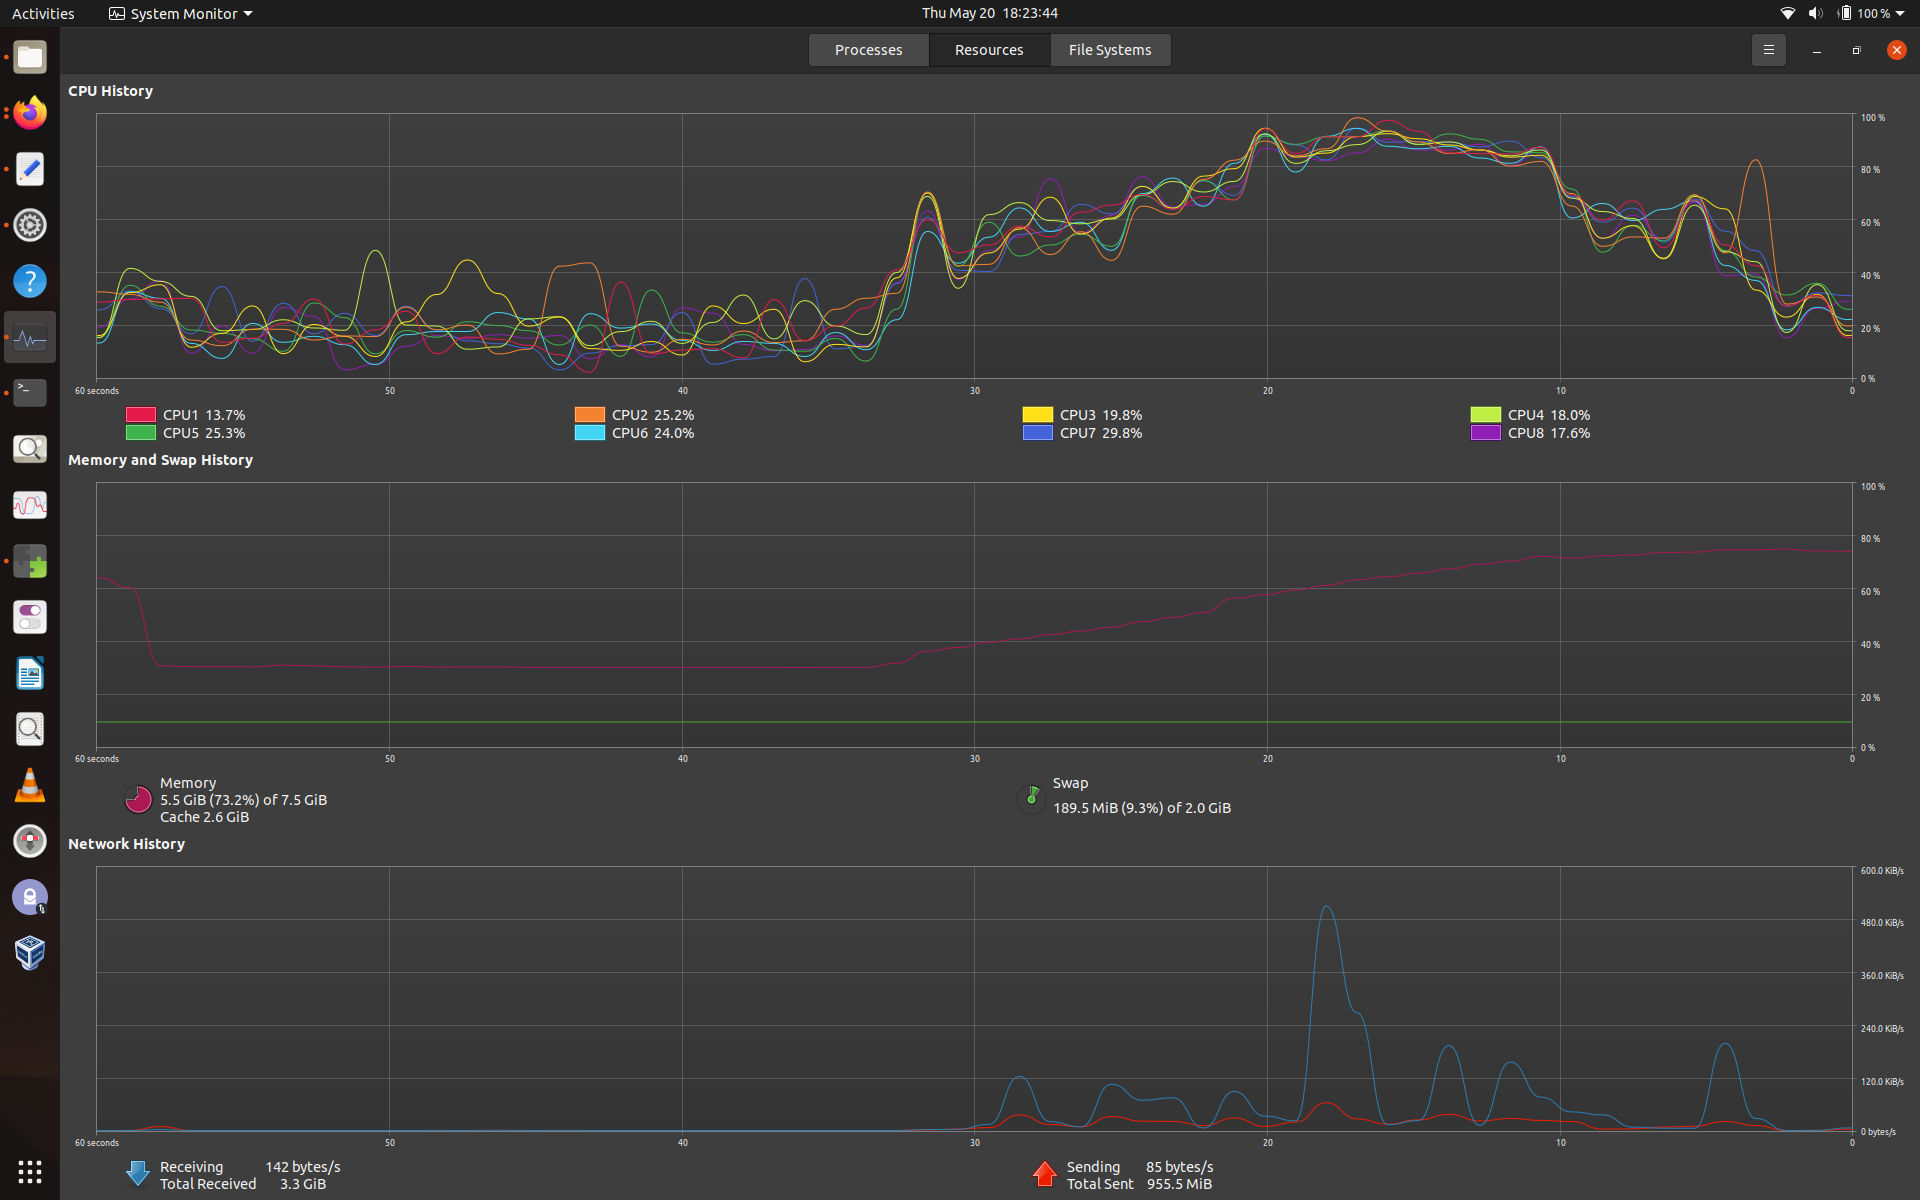 Activities System Monitor Thu May 20 18:23:44 100 %
Processes Resources File Systems
CPU History
100 %
80 %
60 %
40 %
20 %
0 %
60 seconds 50 40 30 20 10 0
CPU1 13.7% CPU2 25.2% CPU3 19.8% CPU4 18.0%
CPU5 25.3% CPU6 24.0% CPU7 29.8% CPU8 17.6%
Memory and Swap History
100 %
80 %
60 %
40 %
20 %
0 %
60 seconds 50 40 30 20 10 0
Memory
5.5 GiB (73.2%) of 7.5 GiB
Cache 2.6 GiB
Swap
189.5 MiB (9.3%) of 2.0 GiB
Network History
600.0 KiB/s
480.0 KiB/s
360.0 KiB/s
240.0 KiB/s
120.0 KiB/s
0 bytes/s
60 seconds 50 40 30 20 10 0
Receiving 142 bytes/s Sending 85 bytes/s
Total Received 3.3 GiB Total Sent 955.5 MiB